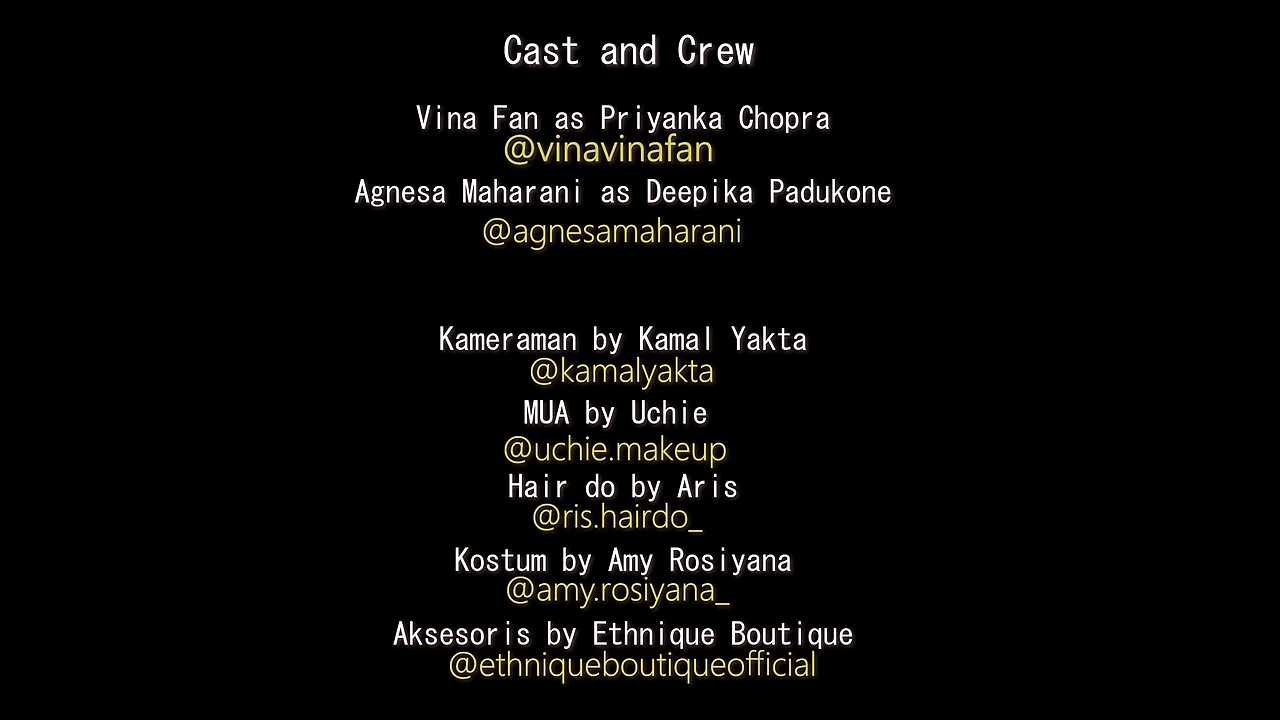 Cast and Crew
Vina Fan as Priyanka Chopra
@vinavinafan
Agnesa Maharani as Deepika Padukone
@agnesamaharani
Kameraman by Kamal Yakta
@kamalyakta
MUA by Uchie
@uchie.makeup
Hair do by Aris
@ris.hairdo_
Kostum by Amy Rosiyana
@amy.rosiyana_
Aksesoris by Ethnique Boutique
@ethniqueboutiqueofficial